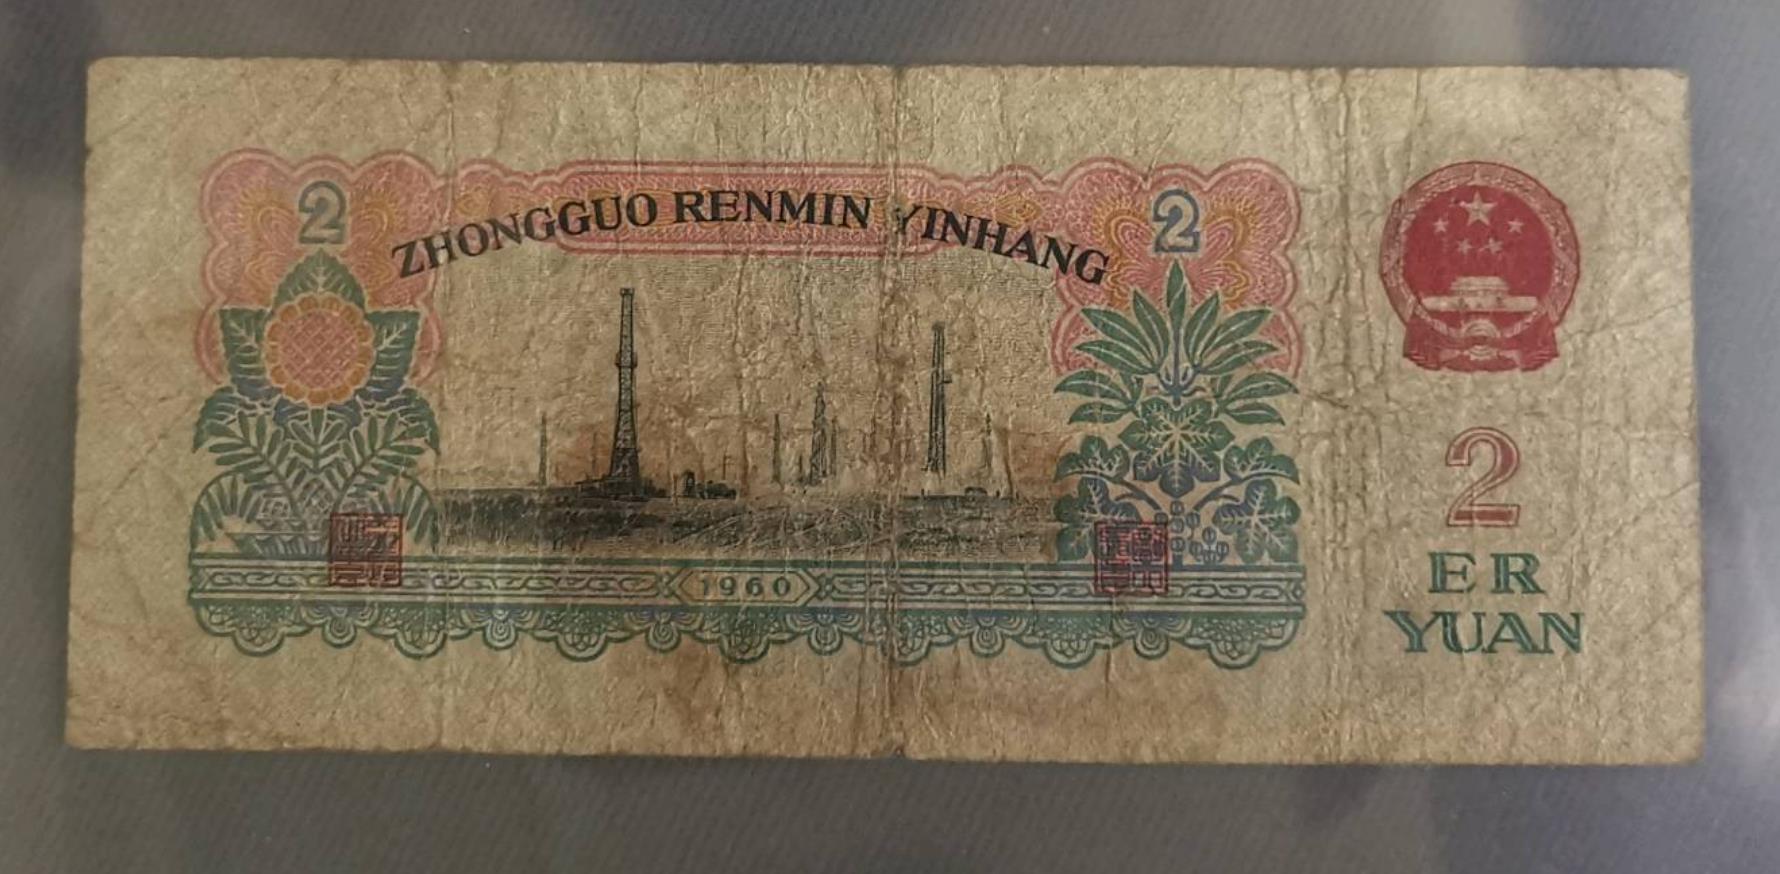 2 2
ZHONGGUO RENMIN YINHANG
1960
2
ER
YUAN